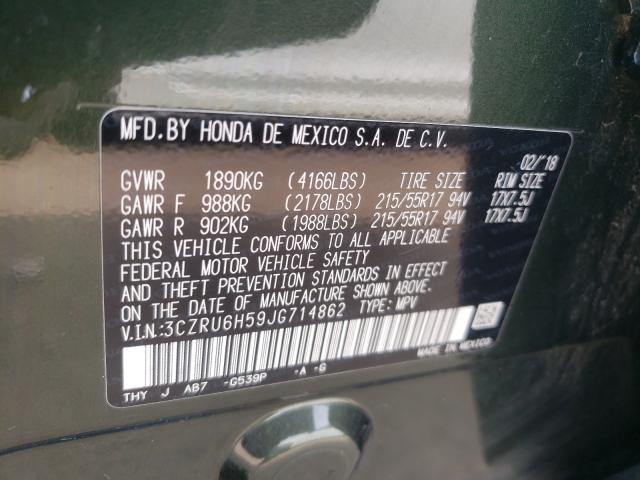 MFD.BY HONDA DE MEXICO S.A. DE C.V.
02/'18
GVWR 1890KG (4166LBS) TIRE SIZE RIM SIZE
GAWR F 988KG (2178LBS) 215/55R17 94V 17X7.5J
GAWR R 902KG (1988LBS) 215/55R17 94V 17X7.5J
THIS VEHICLE CONFORMS TO ALL APPLICABLE
FEDERAL MOTOR VEHICLE SAFETY
AND THEFT PREVENTION STANDARDS IN EFFECT
ON THE DATE OF MANUFACTURE SHOWN ABOVE.
V.I.N:3CZRU6H59JG714862 TYPE: MPV
MADE IN MEXICO
THY J AB7 -G539P -A -G